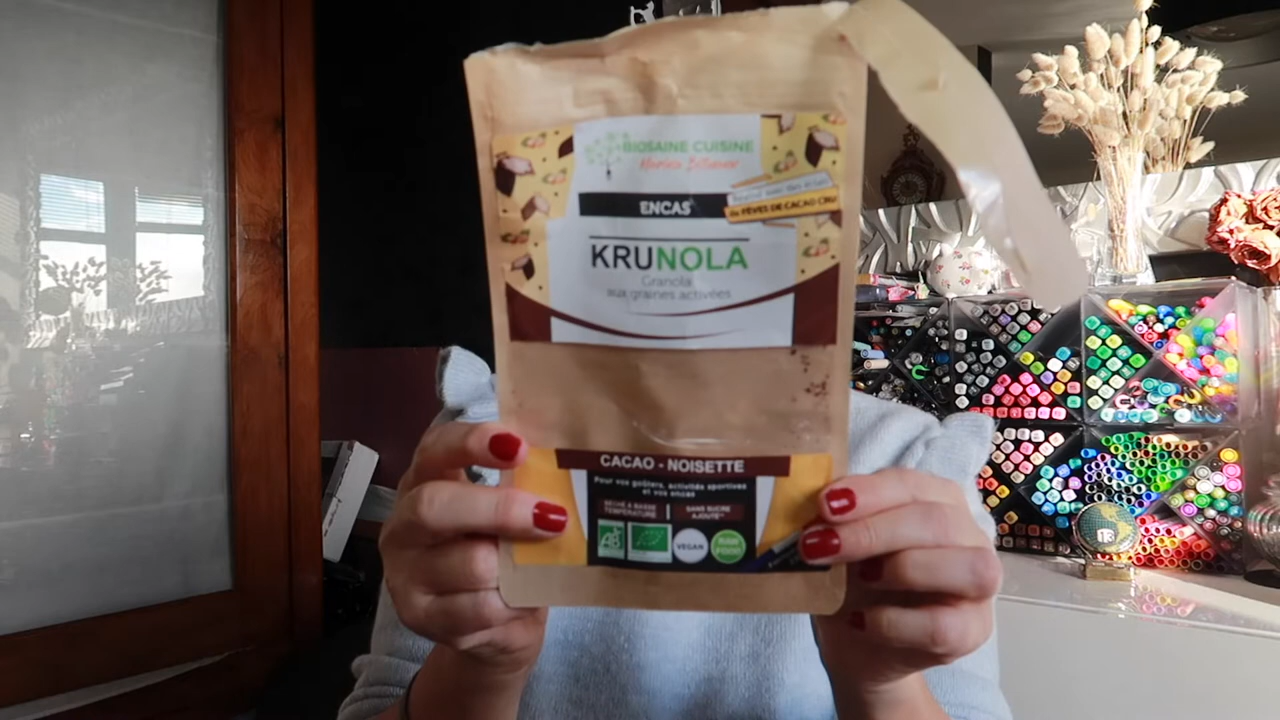 BIOSAINE CUISINE
ENCAS
FÈVES DE CACAO CRU
KRUNOLA
Granola
aux graines activées
CACAO - NOISETTE
Pour vos goûters, activités sportives
et vos encas
SÉCHÉ À BASSE
TEMPÉRATURE
SANS SUCRE
AJOUTÉ
AB
VEGAN
RAW
FOOD